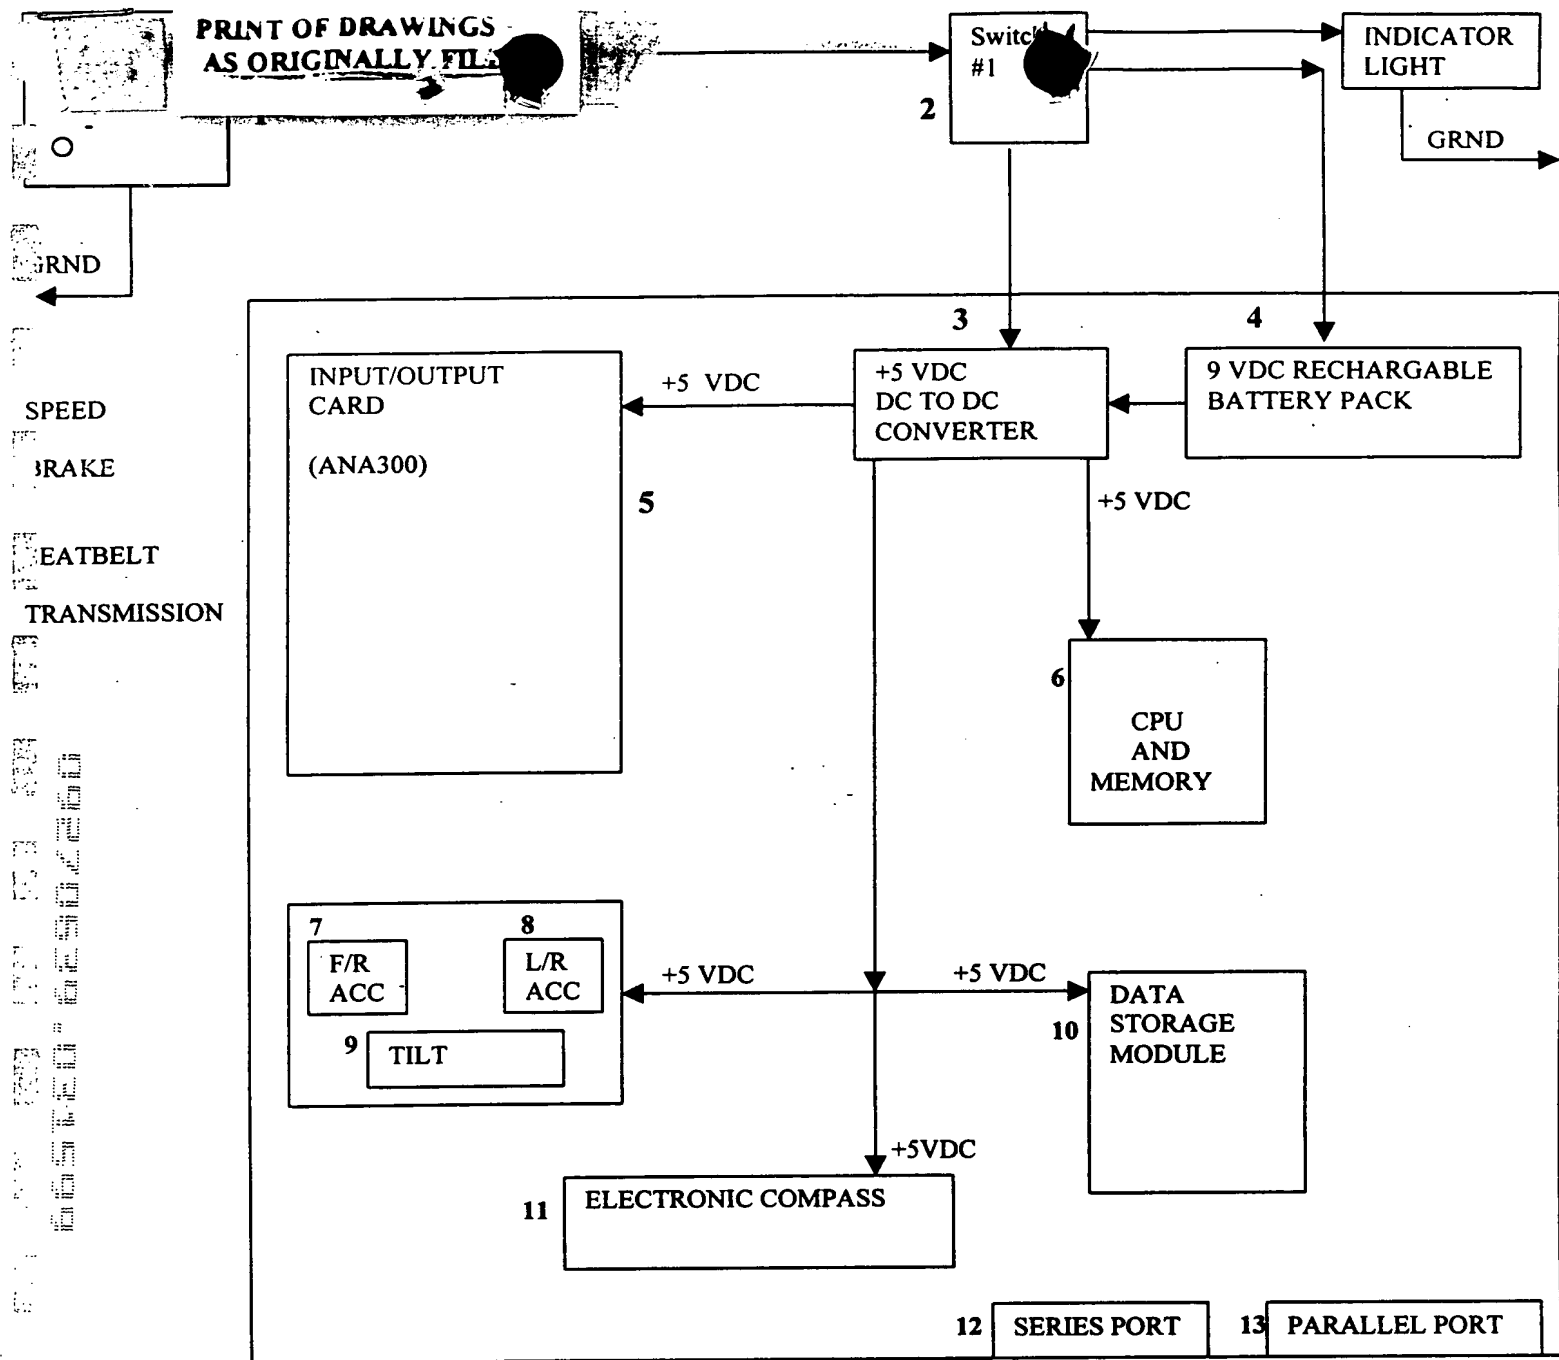 PRINT OF DRAWINGS
AS ORIGINALLY
#1
2
INDICATOR
LIGHT
GRND
3
4
INPUT/OUTPUT
CARD
(ANA300)
5
+5 VDC
+5 VDC
DC TO DC
CONVERTER
9 VDC RECHARGABLE
BATTERY PACK
+5 VDC
SPEED
TRANSMISSION
6
CPU
AND
MEMORY
7
F/R
ACC
8
L/R
ACC
9
TILT
+5 VDC
+5 VDC
10
DATA
STORAGE
MODULE
+5VDC
11
ELECTRONIC COMPASS
12
SERIES PORT
13
PARALLEL PORT